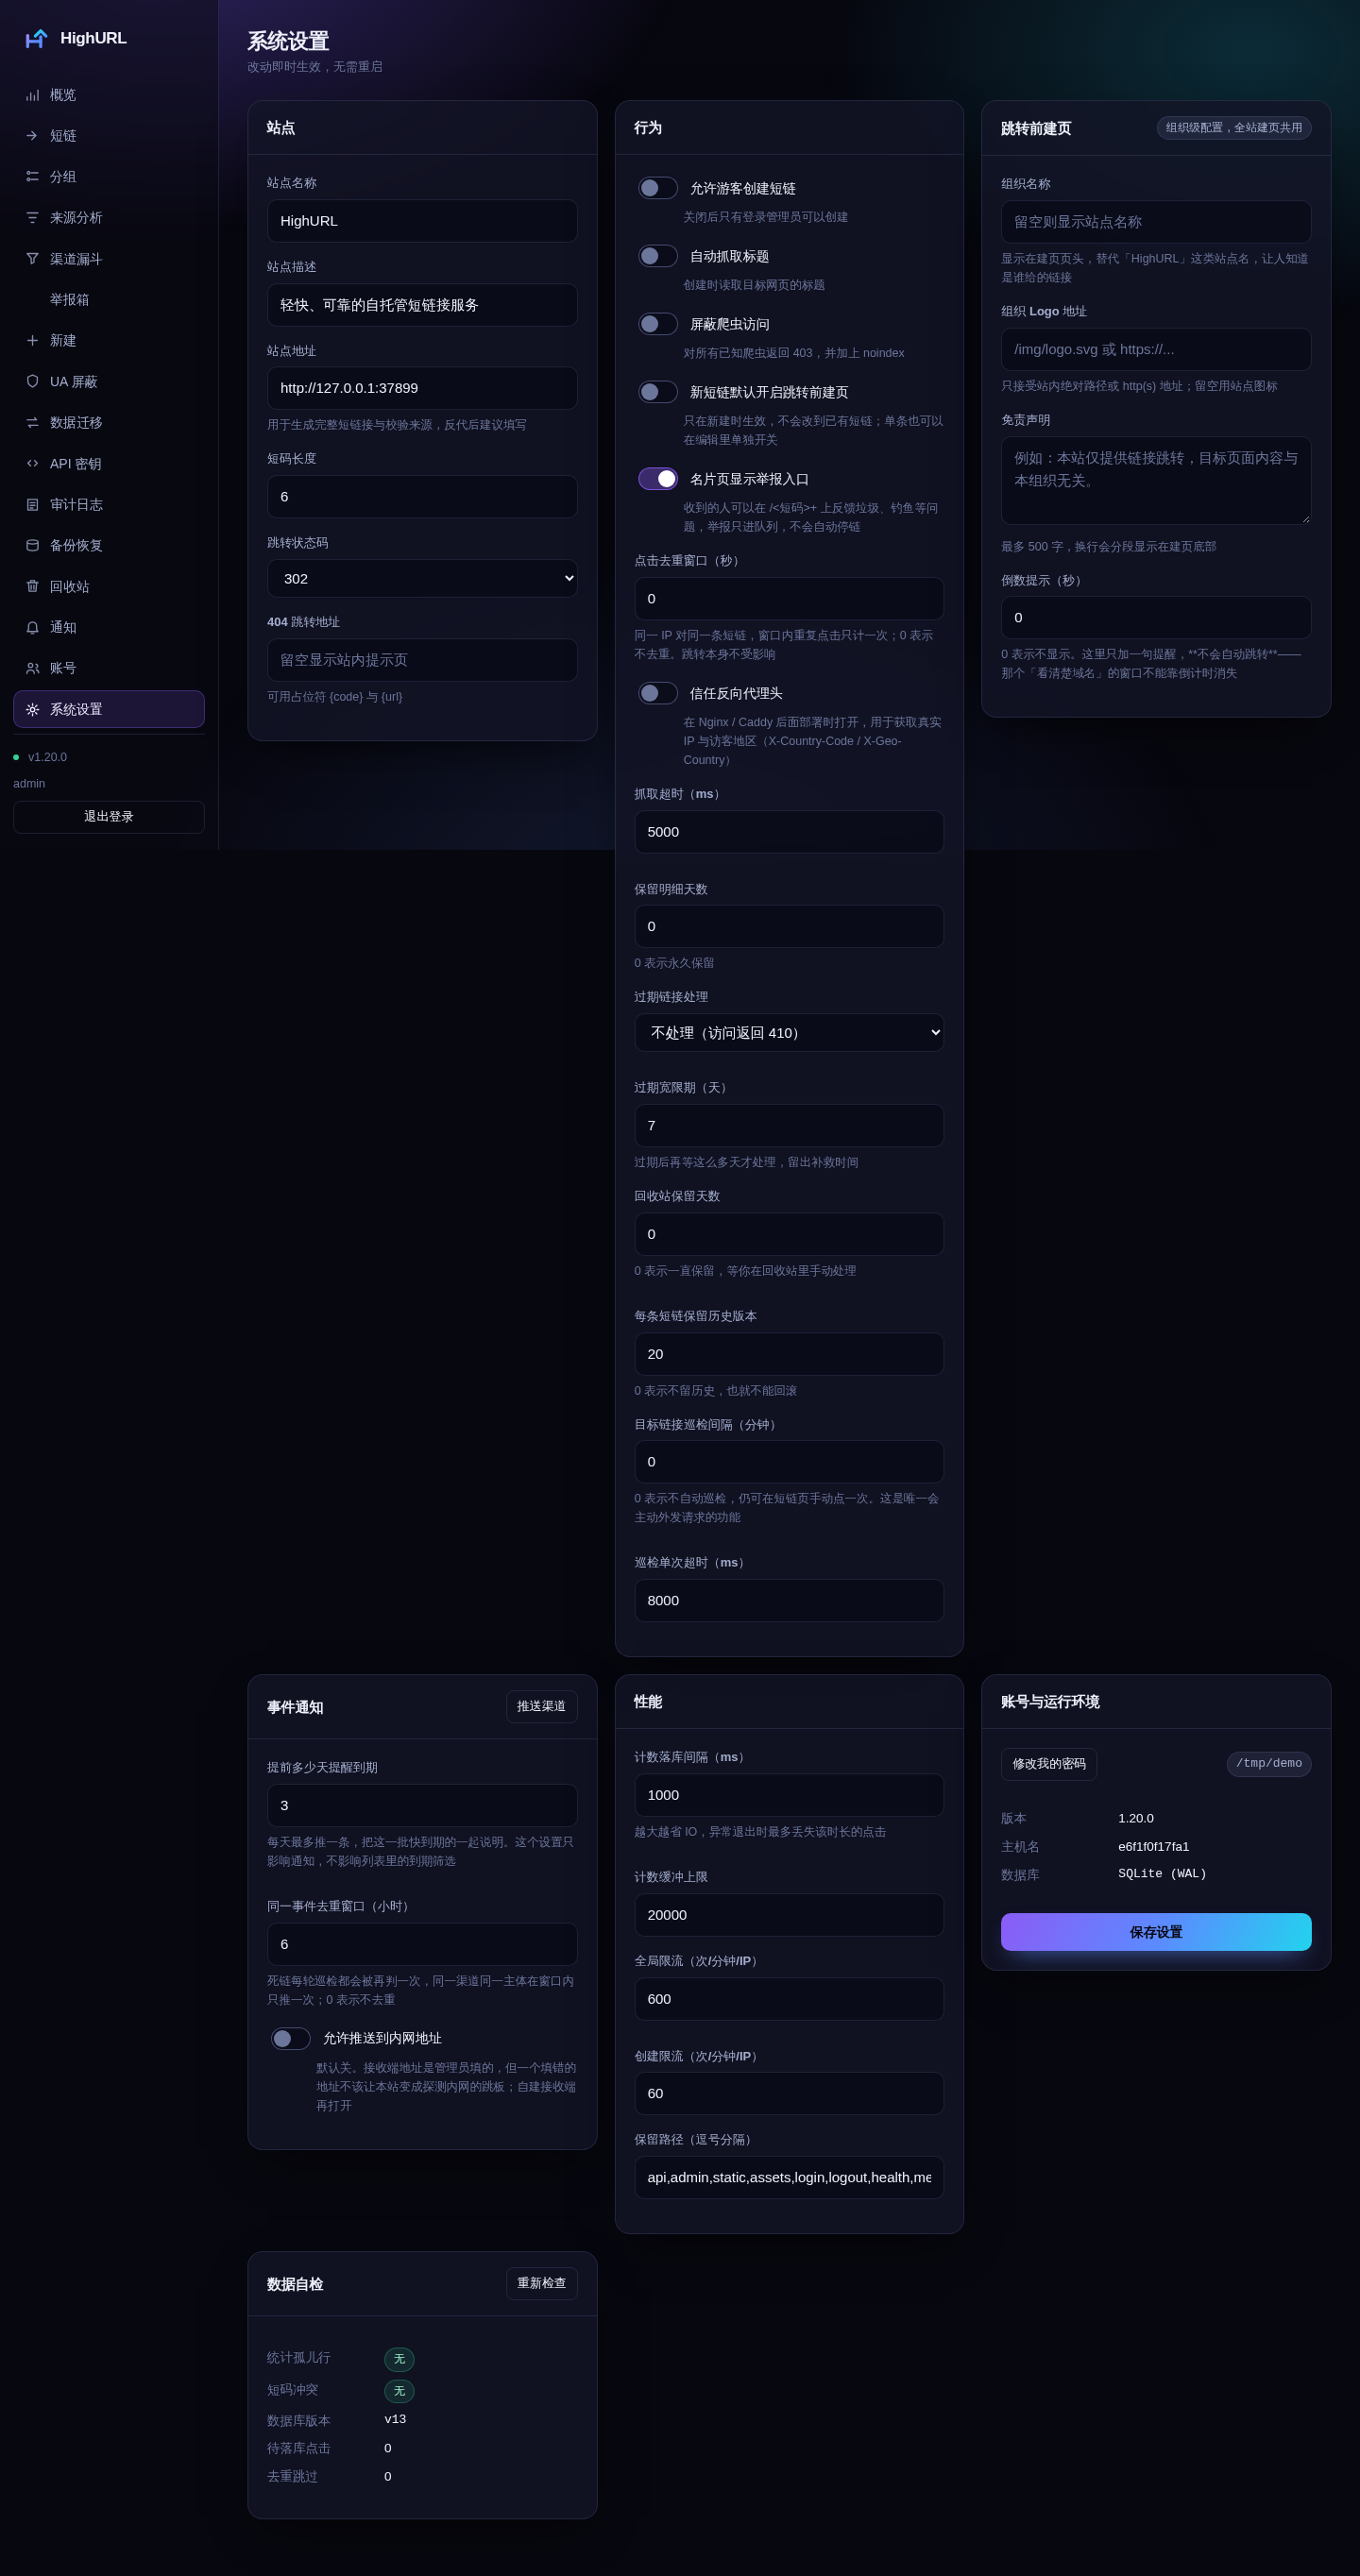 HighURL
概览
短链
分组
来源分析
渠道漏斗
举报箱
新建
UA 屏蔽
数据迁移
API 密钥
审计日志
备份恢复
回收站
通知
账号
系统设置
v1.20.0
admin
退出登录
系统设置
改动即时生效，无需重启
站点
站点名称
HighURL
站点描述
轻快、可靠的自托管短链接服务
站点地址
http://127.0.0.1:37899
用于生成完整短链接与校验来源，反代后建议填写
短码长度
6
跳转状态码
302
404 跳转地址
留空显示站内提示页
可用占位符 {code} 与 {url}
行为
允许游客创建短链
关闭后只有登录管理员可以创建
自动抓取标题
创建时读取目标网页的标题
屏蔽爬虫访问
对所有已知爬虫返回 403，并加上 noindex
新短链默认开启跳转前建页
只在新建时生效，不会改到已有短链；单条也可以
在编辑里单独开关
名片页显示举报入口
收到的人可以在 /<短码>+ 上反馈垃圾、钓鱼等问
题，举报只进队列，不会自动停链
点击去重窗口（秒）
0
同一 IP 对同一条短链，窗口内重复点击只计一次；0 表示
不去重。跳转本身不受影响
信任反向代理头
在 Nginx / Caddy 后面部署时打开，用于获取真实
IP 与访客地区（X-Country-Code / X-Geo-
Country）
抓取超时（ms）
5000
保留明细天数
0
0 表示永久保留
过期链接处理
不处理（访问返回 410）
过期宽限期（天）
7
过期后再等这么多天才处理，留出补救时间
回收站保留天数
0
0 表示一直保留，等你在回收站里手动处理
每条短链保留历史版本
20
0 表示不留历史，也就不能回滚
目标链接巡检间隔（分钟）
0
0 表示不自动巡检，仍可在短链页手动点一次。这是唯一会
主动外发请求的功能
巡检单次超时（ms）
8000
跳转前建页
组织级配置，全站建页共用
组织名称
留空则显示站点名称
显示在建页页头，替代「HighURL」这类站点名，让人知道
是谁给的链接
组织 Logo 地址
/img/logo.svg 或 https://...
只接受站内绝对路径或 http(s) 地址；留空用站点图标
免责声明
例如：本站仅提供链接跳转，目标页面内容与
本组织无关。
最多 500 字，换行会分段显示在建页底部
倒数提示（秒）
0
0 表示不显示。这里只加一句提醒，**不会自动跳转**——
那个「看清楚域名」的窗口不能靠倒计时消失
事件通知
推送渠道
提前多少天提醒到期
3
每天最多推一条，把这一批快到期的一起说明。这个设置只
影响通知，不影响列表里的到期筛选
同一事件去重窗口（小时）
6
死链每轮巡检都会被再判一次，同一渠道同一主体在窗口内
只推一次；0 表示不去重
允许推送到内网地址
默认关。接收端地址是管理员填的，但一个填错的
地址不该让本站变成探测内网的跳板；自建接收端
再打开
性能
计数落库间隔（ms）
1000
越大越省 IO，异常退出时最多丢失该时长的点击
计数缓冲上限
20000
全局限流（次/分钟/IP）
600
创建限流（次/分钟/IP）
60
保留路径（逗号分隔）
api,admin,static,assets,login,logout,health,me
账号与运行环境
修改我的密码
/tmp/demo
版本 1.20.0
主机名 e6f1f0f17fa1
数据库 SQLite (WAL)
保存设置
数据自检
重新检查
统计孤儿行 无
短码冲突 无
数据库版本 v13
待落库点击 0
去重跳过 0